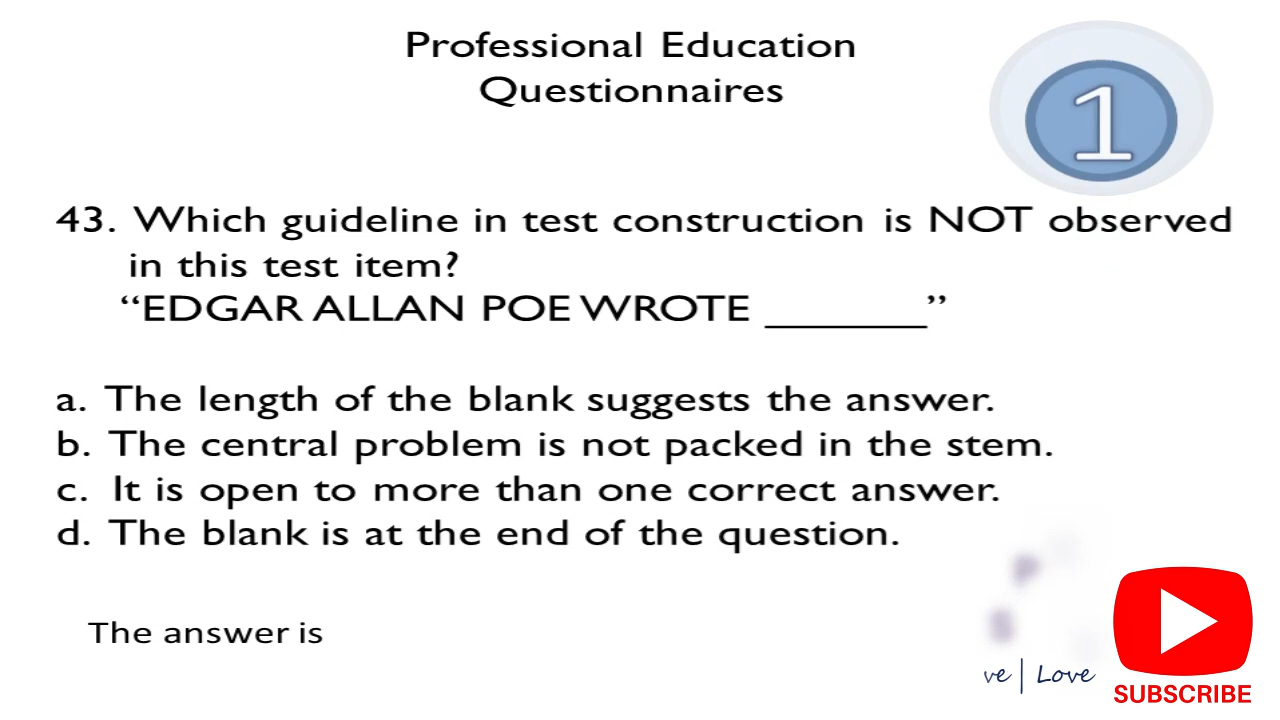 Professional Education
Questionnaires
1
43. Which guideline in test construction is NOT observed
in this test item?
“EDGAR ALLAN POE WROTE _______”
a. The length of the blank suggests the answer.
b. The central problem is not packed in the stem.
c. It is open to more than one correct answer.
d. The blank is at the end of the question.
The answer is
ve | Love
SUBSCRIBE